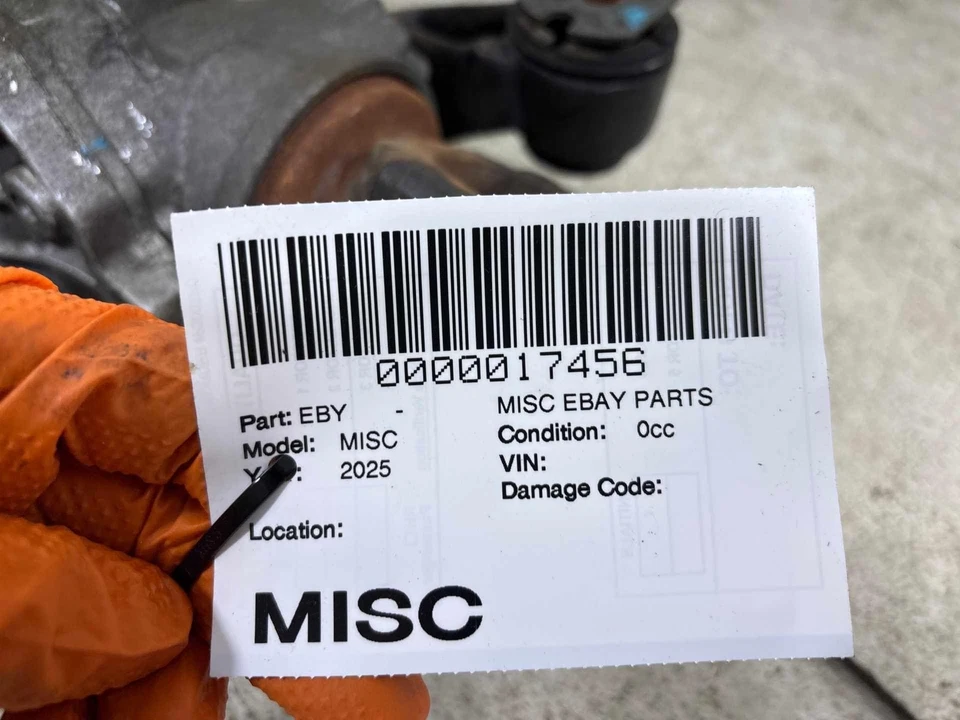 0000017456
Part: EBY - MISC EBAY PARTS
Model: MISC Condition: 0cc
2025 VIN:
Damage Code:
Location:
MISC